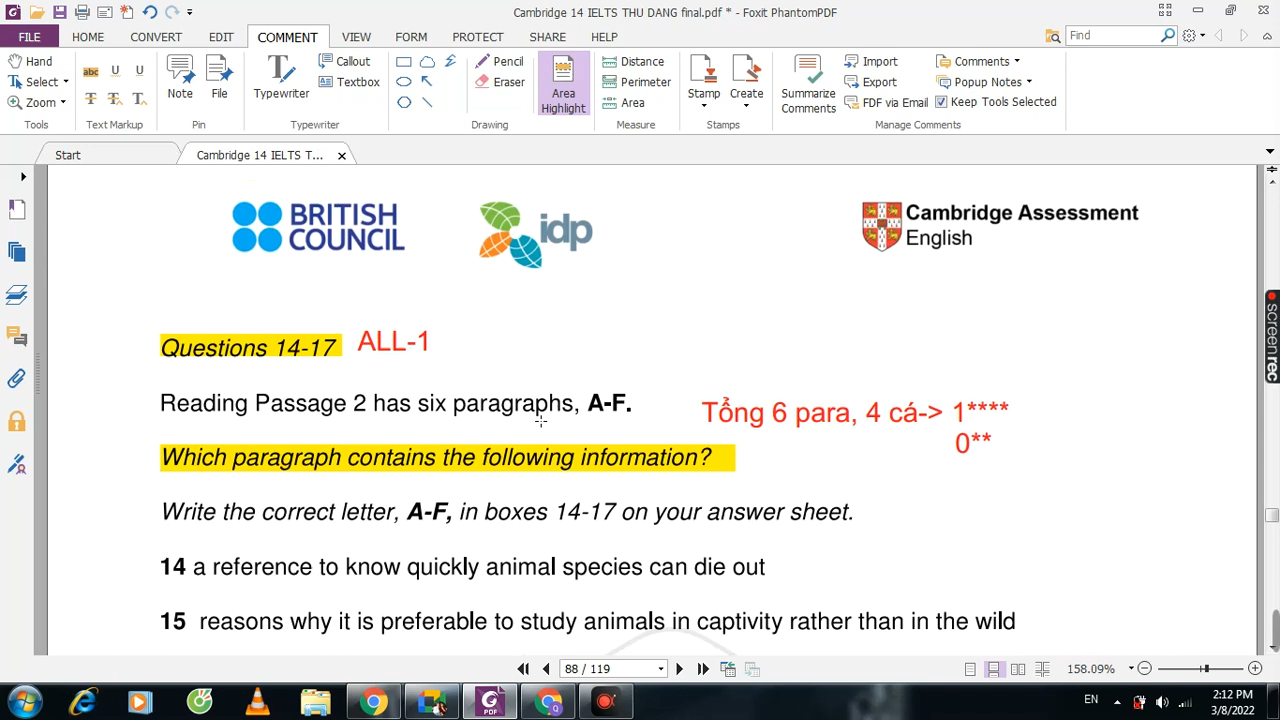 Cambridge 14 IELTS THU DANG final.pdf * - Foxit PhantomPDF
FILE HOME CONVERT EDIT COMMENT VIEW FORM PROTECT SHARE HELP Find
Hand
Select
Zoom
Tools
abc U U
T T T
Text Markup
Note File
Pin
Typewriter Callout
Textbox
Typewriter
Pencil
Eraser
Drawing
Area Highlight
Distance
Perimeter
Area
Measure
Stamp Create
Stamps
Summarize Comments
Import
Export
FDF via Email
Comments
Popup Notes
Keep Tools Selected
Manage Comments
Start Cambridge 14 IELTS T...
BRITISH COUNCIL
idp
Cambridge Assessment
English
Questions 14-17 ALL-1
Reading Passage 2 has six paragraphs, A-F.
Tổng 6 para, 4 cá-> 1****
0**
Which paragraph contains the following information?
Write the correct letter, A-F, in boxes 14-17 on your answer sheet.
14 a reference to know quickly animal species can die out
15 reasons why it is preferable to study animals in captivity rather than in the wild
88 / 119 158.09%
screenrec
EN 2:12 PM
3/8/2022